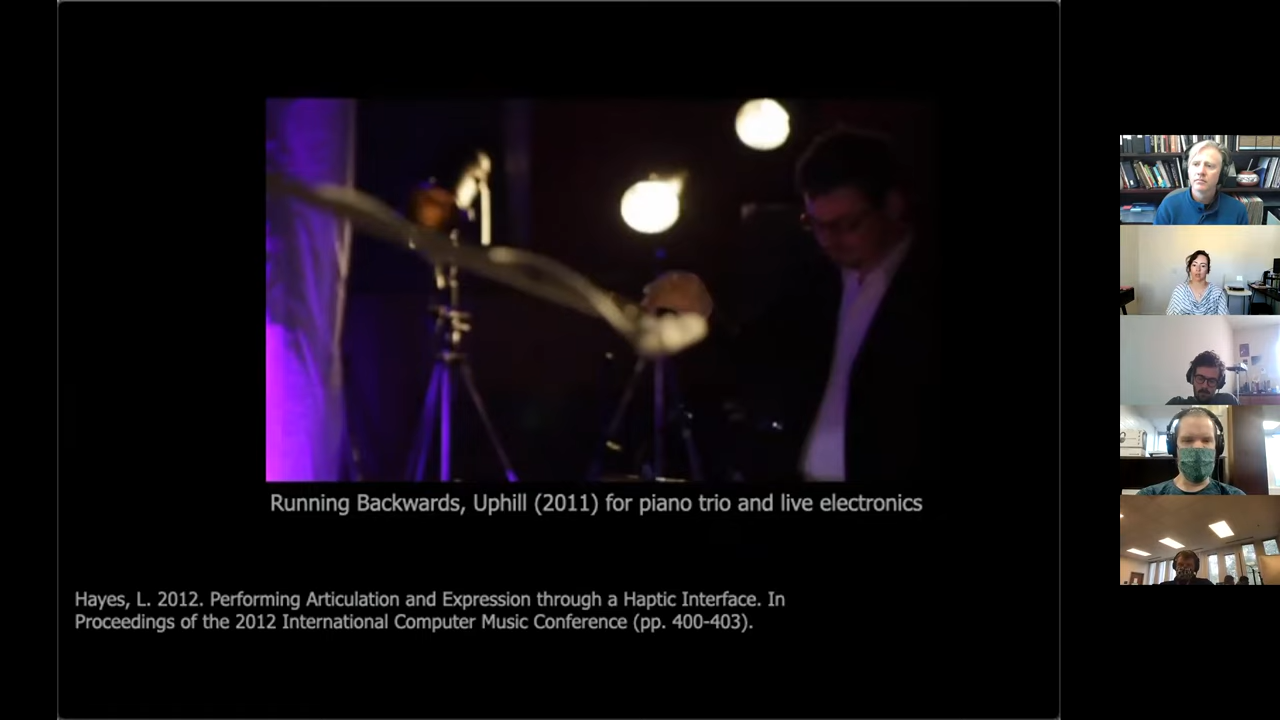 Running Backwards, Uphill (2011) for piano trio and live electronics
Hayes, L. 2012. Performing Articulation and Expression through a Haptic Interface. In
Proceedings of the 2012 International Computer Music Conference (pp. 400-403).